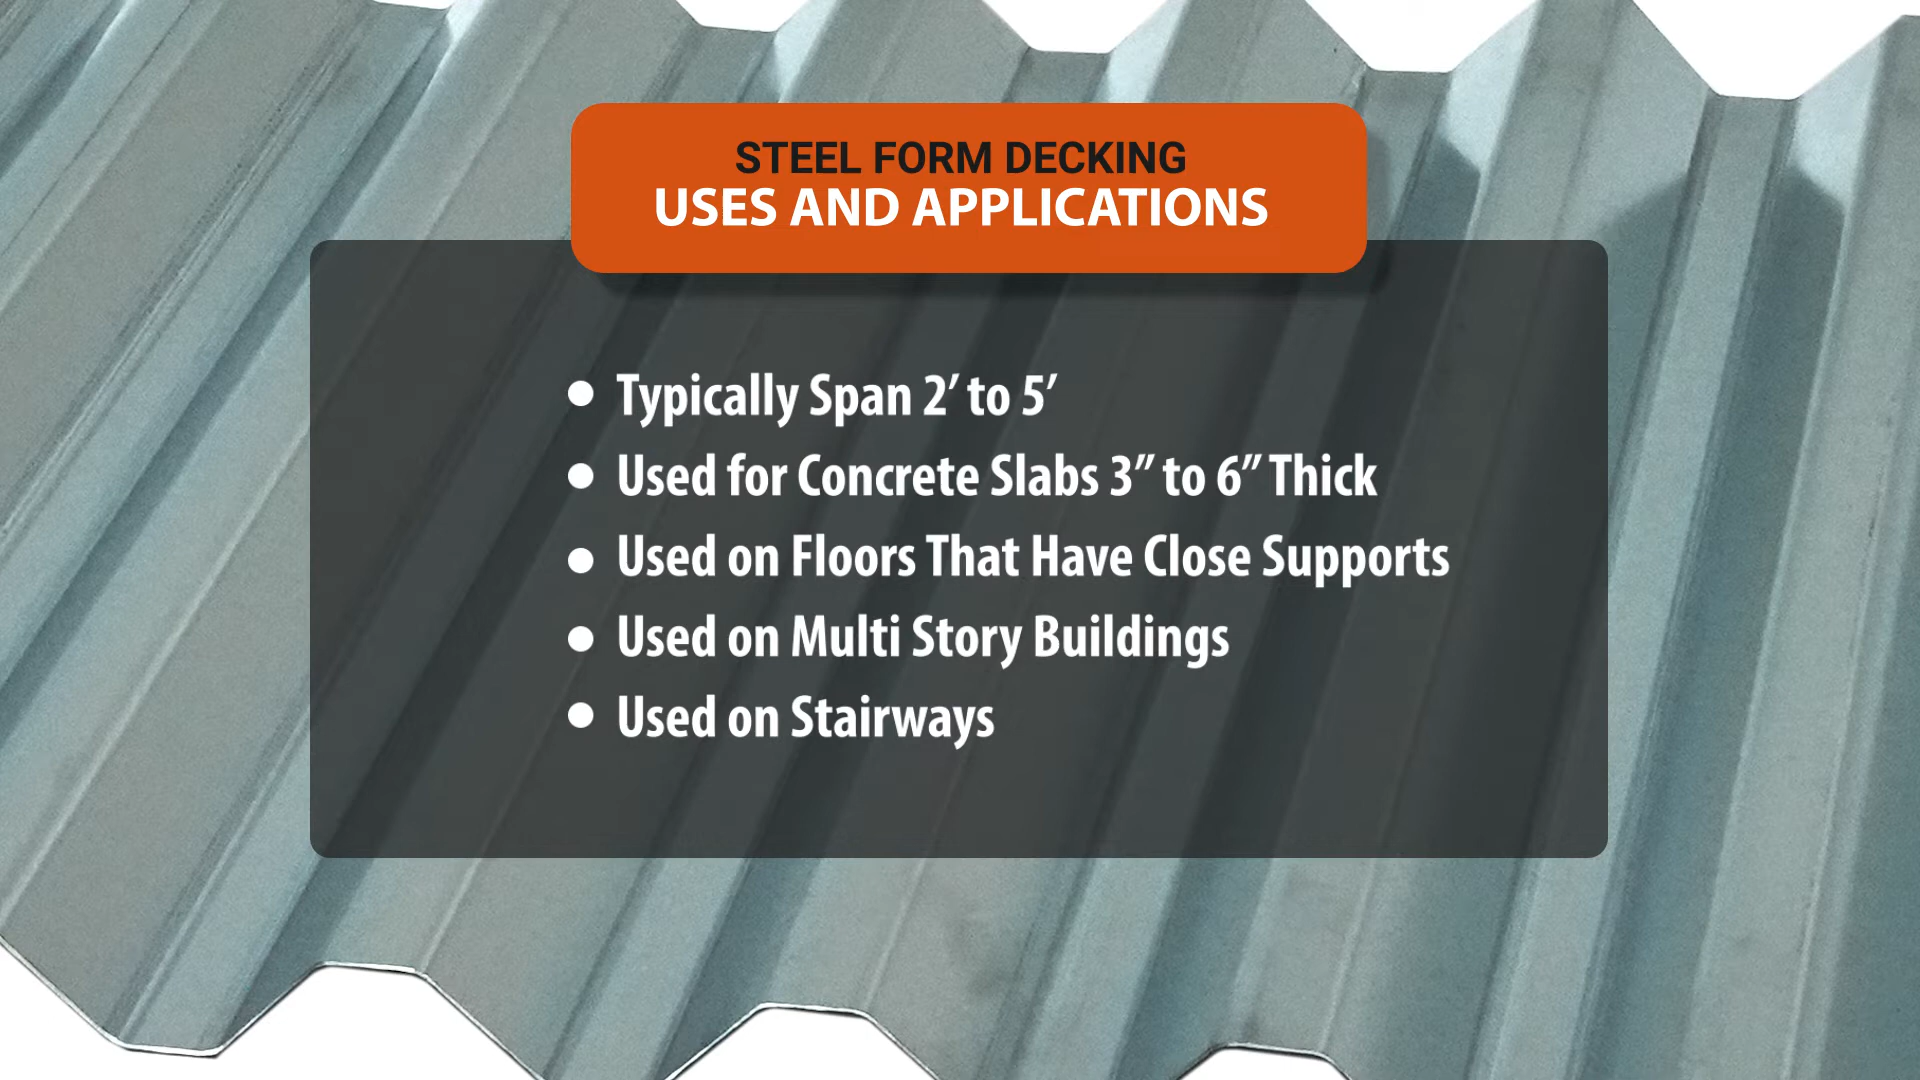 STEEL FORM DECKING
USES AND APPLICATIONS
● Typically Span 2’ to 5’
● Used for Concrete Slabs 3” to 6” Thick
● Used on Floors That Have Close Supports
● Used on Multi Story Buildings
● Used on Stairways